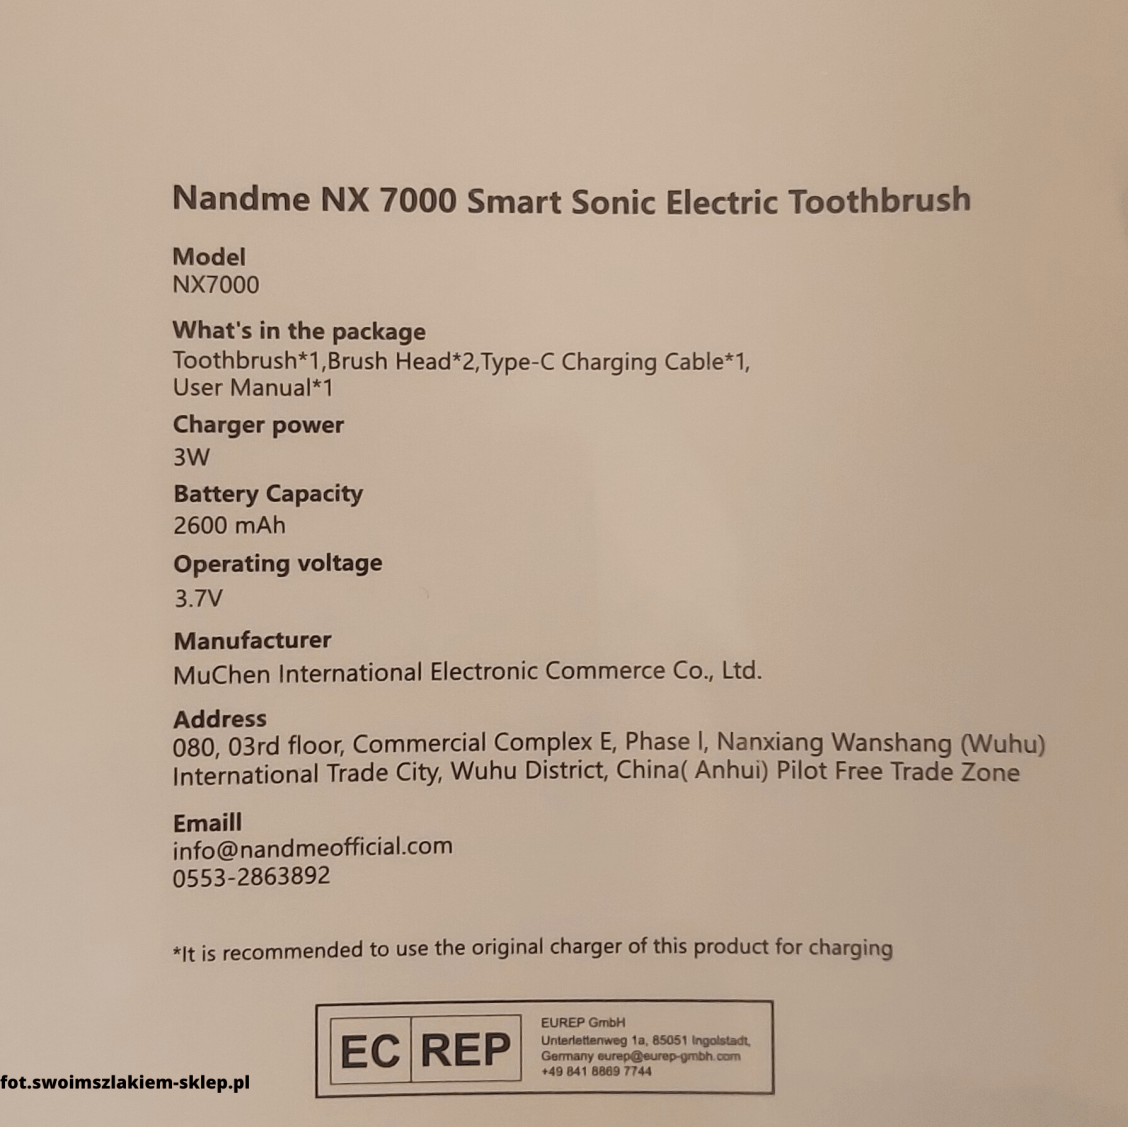 Nandme NX 7000 Smart Sonic Electric Toothbrush
Model
NX7000
What's in the package
Toothbrush*1,Brush Head*2,Type-C Charging Cable*1,
User Manual*1
Charger power
3W
Battery Capacity
2600 mAh
Operating voltage
3.7V
Manufacturer
MuChen International Electronic Commerce Co., Ltd.
Address
080, 03rd floor, Commercial Complex E, Phase I, Nanxiang Wanshang (Wuhu)
International Trade City, Wuhu District, China( Anhui) Pilot Free Trade Zone
Emaill
info@nandmeofficial.com
0553-2863892
*It is recommended to use the original charger of this product for charging
EC REP
EUREP GmbH
Unterlettenweg 1a, 85051 Ingolstadt,
Germany eurep@eurep-gmbh.com
+49 841 8869 7744
fot.swoimszlakiem-sklep.pl